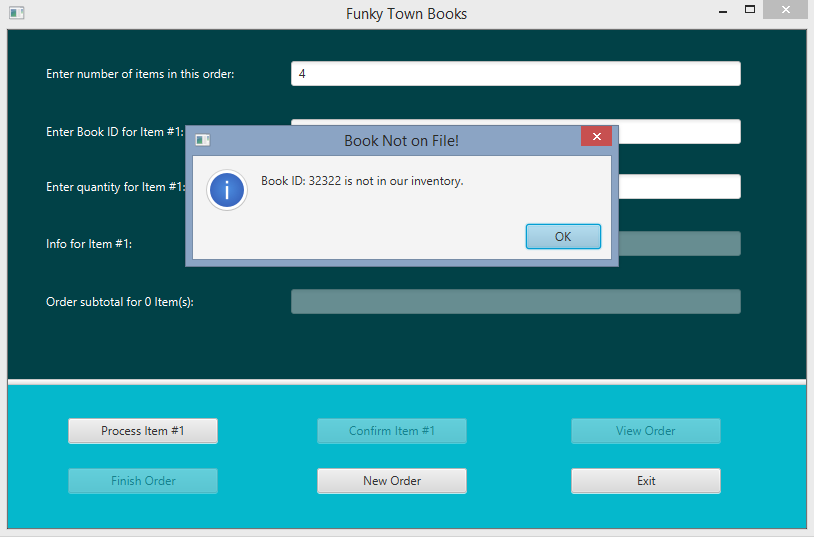 Funky Town Books
Enter number of items in this order:
4
Enter Book ID for Item #1:
Book Not on File!
Book ID: 32322 is not in our inventory.
Enter quantity for Item #1:
OK
Info for Item #1:
Order subtotal for 0 Item(s):
Process Item #1
Confirm Item #1
View Order
Finish Order
New Order
Exit